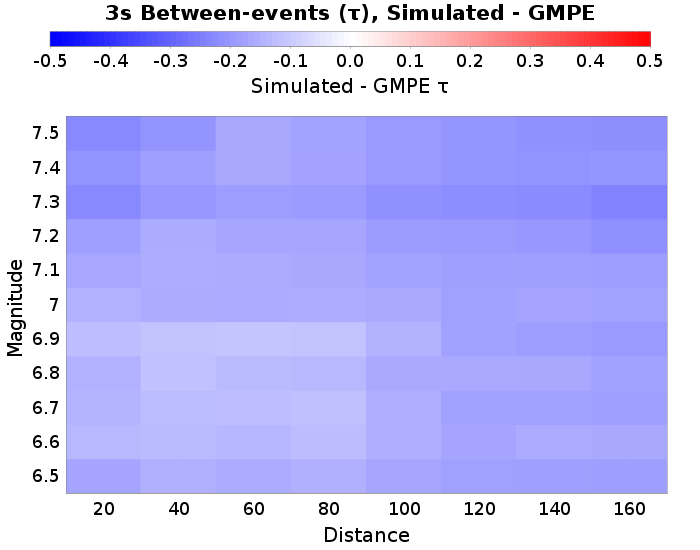 3s Between-events (τ), Simulated - GMPE
-0.5 -0.4 -0.3 -0.2 -0.1 0.0 0.1 0.2 0.3 0.4 0.5
Simulated - GMPE τ
Magnitude
7.5
7.4
7.3
7.2
7.1
7
6.9
6.8
6.7
6.6
6.5
20 40 60 80 100 120 140 160
Distance